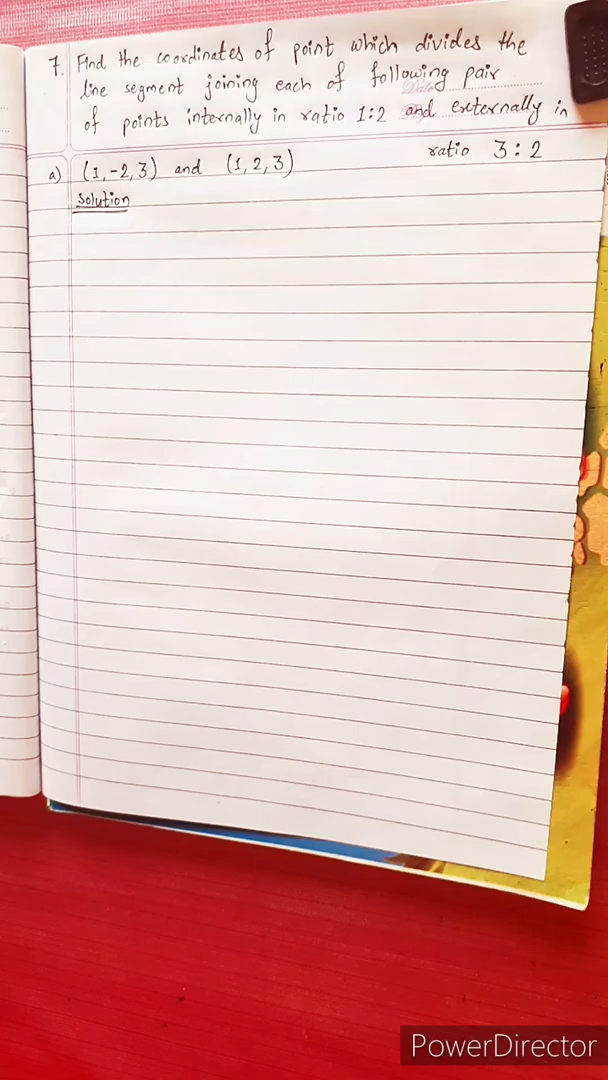 7. Find the coordinates of point which divides the
line segment joining each of following pair
Date
of points internally in ratio 1:2 and externally in
ratio 3:2
a) (1,-2,3) and (1,2,3)
Solution
PowerDirector